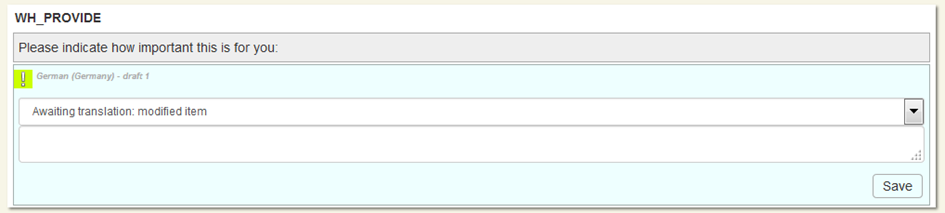 WH_PROVIDE
Please indicate how important this is for you:
! German (Germany) - draft 1
Awaiting translation: modified item
Save